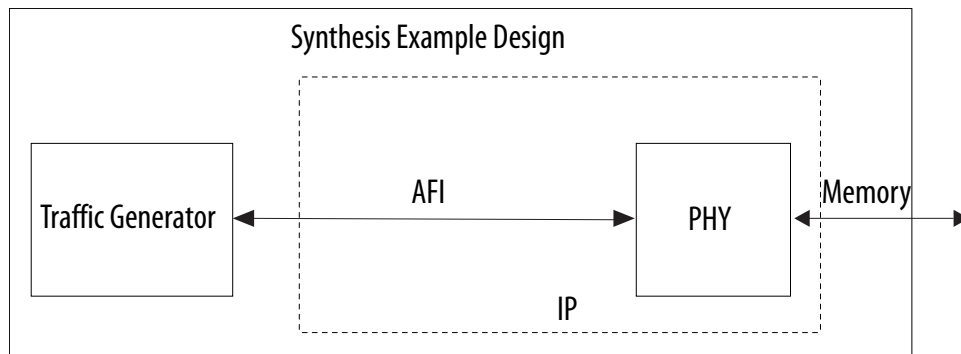 Synthesis Example Design
Traffic Generator
AFI
PHY
Memory
IP